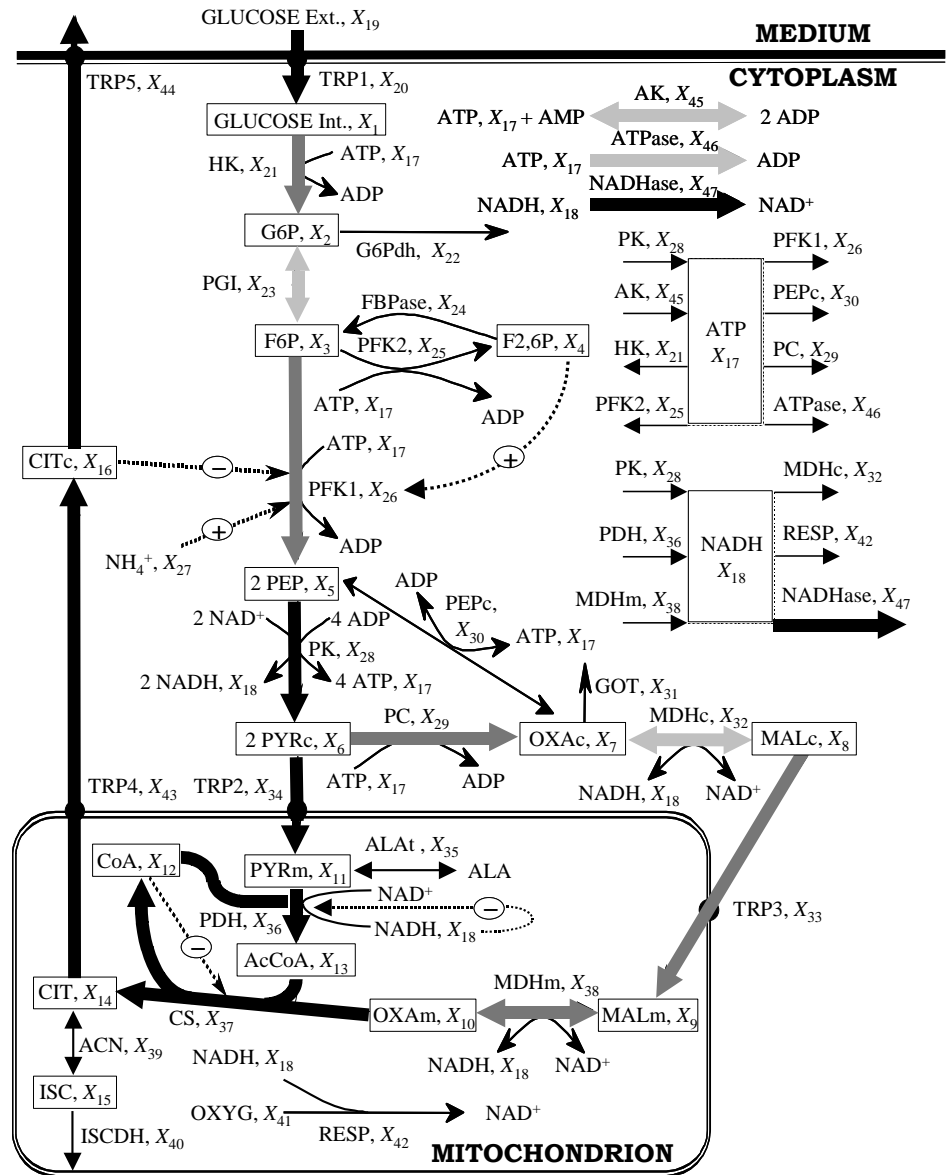 GLUCOSE Ext., X19
MEDIUM
CYTOPLASM
TRP5, X44
TRP1, X20
GLUCOSE Int., X1
HK, X21
ATP, X17
ADP
AK, X45
ATP, X17 + AMP
2 ADP
ATPase, X46
ATP, X17
ADP
NADHase, X47
NADH, X18
NAD+
G6P, X2
G6Pdh, X22
PGI, X23
FBPase, X24
F6P, X3
PFK2, X25
F2,6P, X4
ATP, X17
ADP
PK, X28
PFK1, X26
AK, X45
PEPc, X30
ATP
X17
HK, X21
PC, X29
PFK2, X25
ATPase, X46
CITc, X16
−
ATP, X17
+
PFK1, X26
+
NH4+, X27
ADP
PK, X28
MDHc, X32
PDH, X36
NADH
X18
RESP, X42
MDHm, X38
NADHase, X47
2 PEP, X5
ADP
PEPc,
X30
ATP, X17
2 NAD+
4 ADP
PK, X28
2 NADH, X18
4 ATP, X17
GOT, X31
2 PYRc, X6
PC, X29
OXAc, X7
MDHc, X32
MALc, X8
ATP, X17
ADP
NADH, X18
NAD+
TRP4, X43
TRP2, X34
CoA, X12
PYRm, X11
ALAt , X35
ALA
NAD+
−
NADH, X18
PDH, X36
−
TRP3, X33
AcCoA, X13
CIT, X14
CS, X37
OXAm, X10
MDHm, X38
MALm, X9
NADH, X18
NAD+
ACN, X39
NADH, X18
ISC, X15
OXYG, X41
NAD+
RESP, X42
ISCDH, X40
MITOCHONDRION